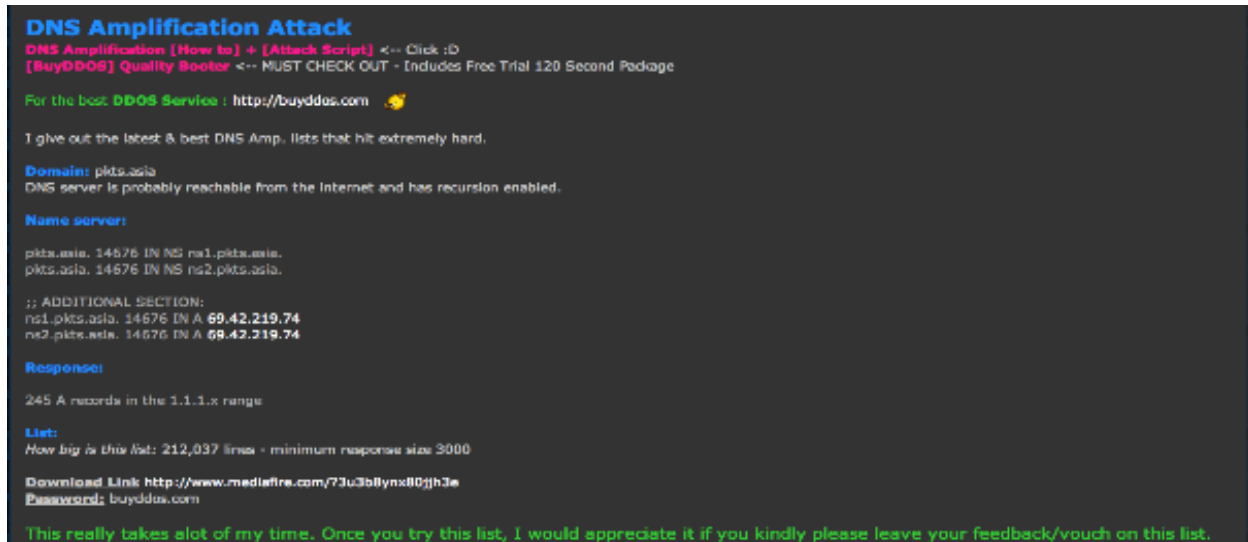 DNS Amplification Attack
DNS Amplification [How to] + [Attack Script] <-- Click :D
[BuyDDOS] Quality Booter <-- MUST CHECK OUT - Includes Free Trial 120 Second Package
For the best DDOS Service : http://buyddos.com
I give out the latest & best DNS Amp. lists that hit extremely hard.
Domain: pkts.asia
DNS server is probably reachable from the internet and has recursion enabled.
Name server:
pkts.asia. 14676 IN NS ns1.pkts.asia.
pkts.asia. 14676 IN NS ns2.pkts.asia.
;; ADDITIONAL SECTION:
ns1.pkts.asia. 14676 IN A 69.42.219.74
ns2.pkts.asia. 14676 IN A 69.42.219.74
Response:
245 A records in the 1.1.1.x range
List:
How big is this list: 212,037 lines - minimum response size 3000
Download Link
Password: buyddos.com
This really takes alot of my time. Once you try this list, I would appreciate it if you kindly please leave your feedback/vouch on this list.